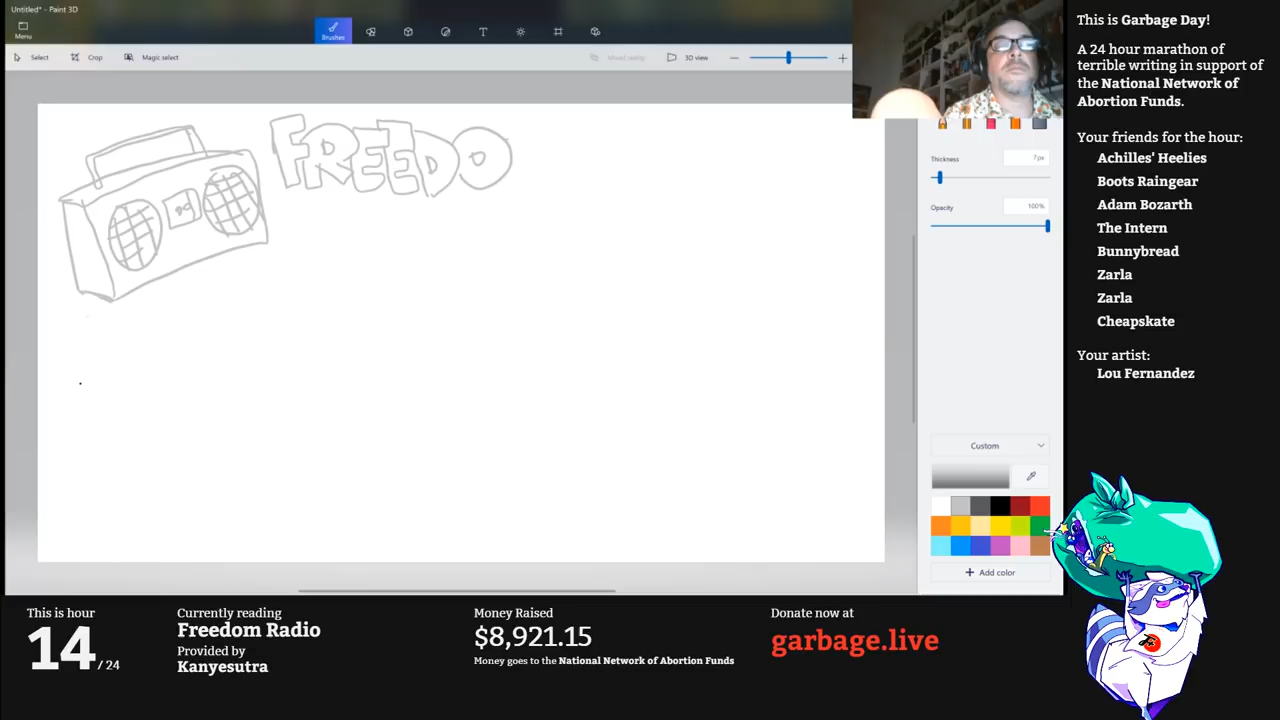 Untitled* - Paint 3D
Menu
Brushes
Select
Crop
Magic select
Mixed reality
3D view
FREEDO
Thickness
7px
Opacity
100%
Custom
Add color
This is Garbage Day!
A 24 hour marathon of
terrible writing in support of
the National Network of
Abortion Funds.
Your friends for the hour:
Achilles' Heelies
Boots Raingear
Adam Bozarth
The Intern
Bunnybread
Zarla
Zarla
Cheapskate
Your artist:
Lou Fernandez
This is hour
14 / 24
Currently reading
Freedom Radio
Provided by
Kanyesutra
Money Raised
$8,921.15
Money goes to the National Network of Abortion Funds
Donate now at
garbage.live